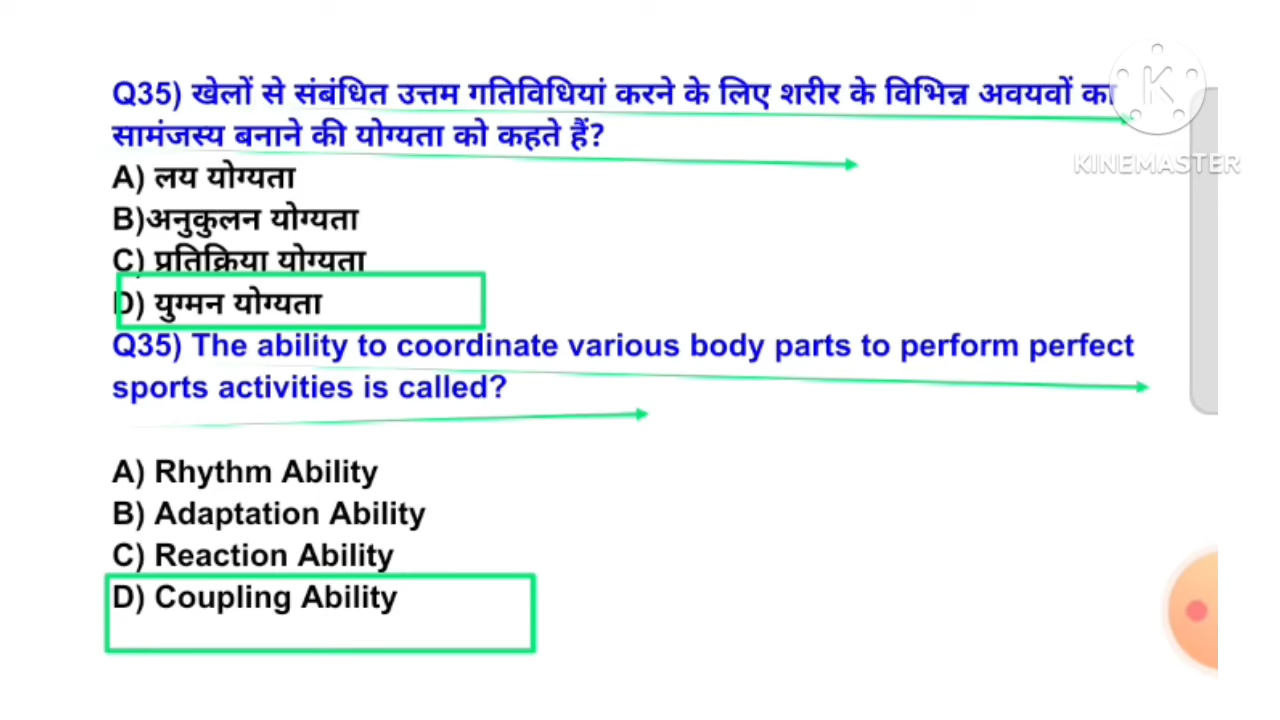 Q35) खेलों से संबंधित उत्तम गतिविधियां करने के लिए शरीर के विभिन्न अवयवों का
सामंजस्य बनाने की योग्यता को कहते हैं?
KINEMASTER
A) लय योग्यता
B)अनुकुलन योग्यता
C) प्रतिक्रिया योग्यता
D) युग्मन योग्यता
Q35) The ability to coordinate various body parts to perform perfect
sports activities is called?
A) Rhythm Ability
B) Adaptation Ability
C) Reaction Ability
D) Coupling Ability